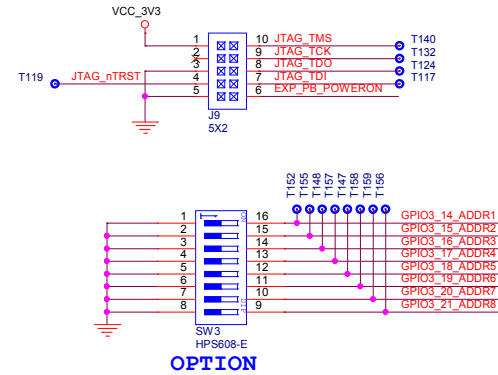 VCC_3V3
1 10 JTAG_TMS T140
2 9 JTAG_TCK T132
3 8 JTAG_TDO T124
T119 JTAG_nTRST 4 7 JTAG_TDI T117
5 6 EXP_PB_POWERON
J9
5X2
T152 T155 T148 T157 T147 T158 T159 T156
1 16 GPIO3_14_ADDR1
2 15 GPIO3_15_ADDR2
3 14 GPIO3_16_ADDR3
4 13 GPIO3_17_ADDR4
5 12 GPIO3_18_ADDR5
6 11 GPIO3_19_ADDR6
7 10 GPIO3_20_ADDR7
8 9 GPIO3_21_ADDR8
ON
DIP
SW3
HPS608-E
OPTION